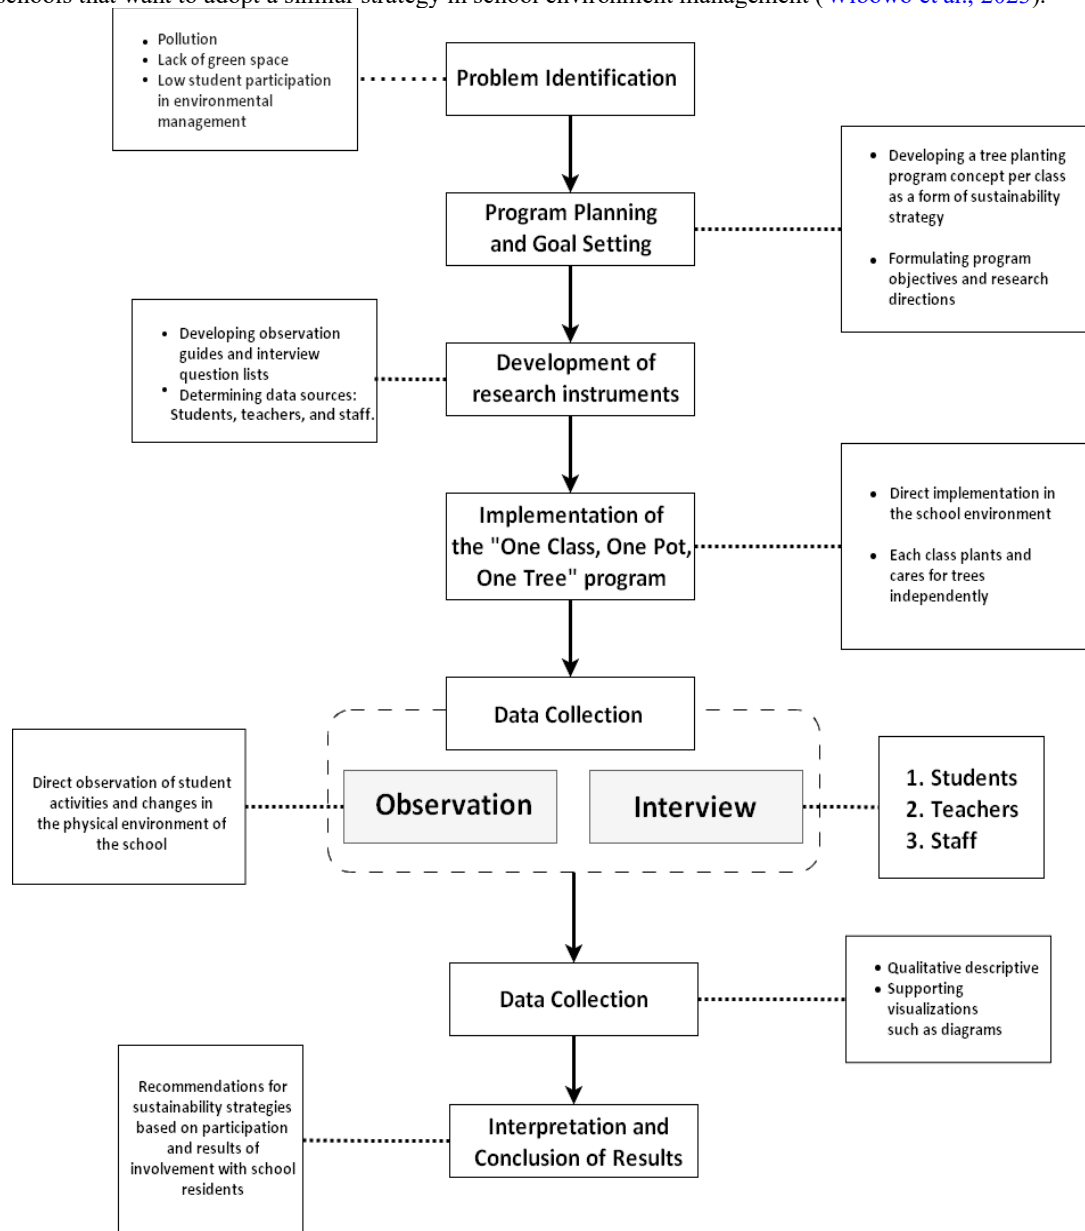 schools that want to adopt a similar strategy in school environment management ( Wibowo et al., 2023).
• Pollution
• Lack of green space
• Low student participation
in environmental
management
Problem Identification
• Developing a tree planting
program concept per class
as a form of sustainability
strategy
• Formulating program
objectives and research
directions
Program Planning
and Goal Setting
• Developing observation
guides and interview
question lists
• Determining data sources:
Students, teachers, and staff.
Development of
research instruments
• Direct implementation in
the school environment
• Each class plants and
cares for trees
independently
Implementation of
the "One Class, One Pot,
One Tree" program
Data Collection
Direct observation of student
activities and changes in
the physical environment of
the school
Observation
Interview
1. Students
2. Teachers
3. Staff
Data Collection
• Qualitative descriptive
• Supporting
visualizations
such as diagrams
Recommendations for
sustainability strategies
based on participation
and results of
involvement with school
residents
Interpretation and
Conclusion of Results